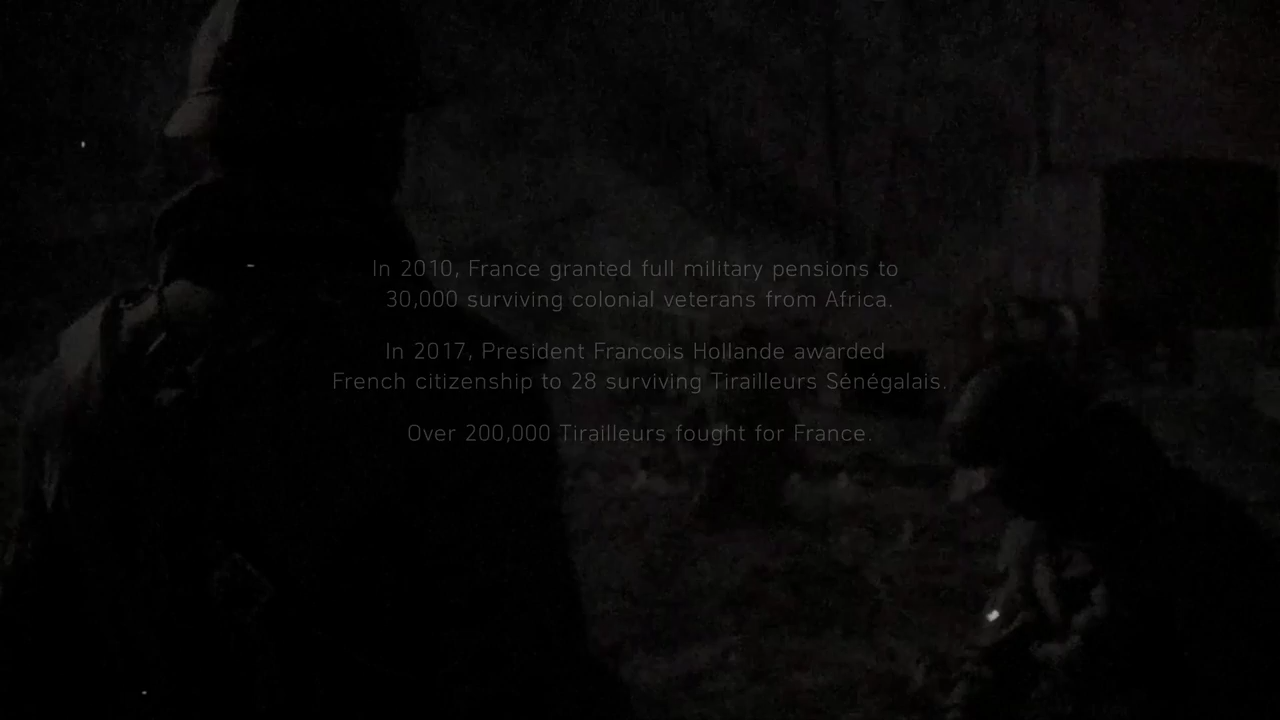 In 2010, France granted full military pensions to
30,000 surviving colonial veterans from Africa.
In 2017, President Francois Hollande awarded
French citizenship to 28 surviving Tirailleurs Sénégalais.
Over 200,000 Tirailleurs fought for France.